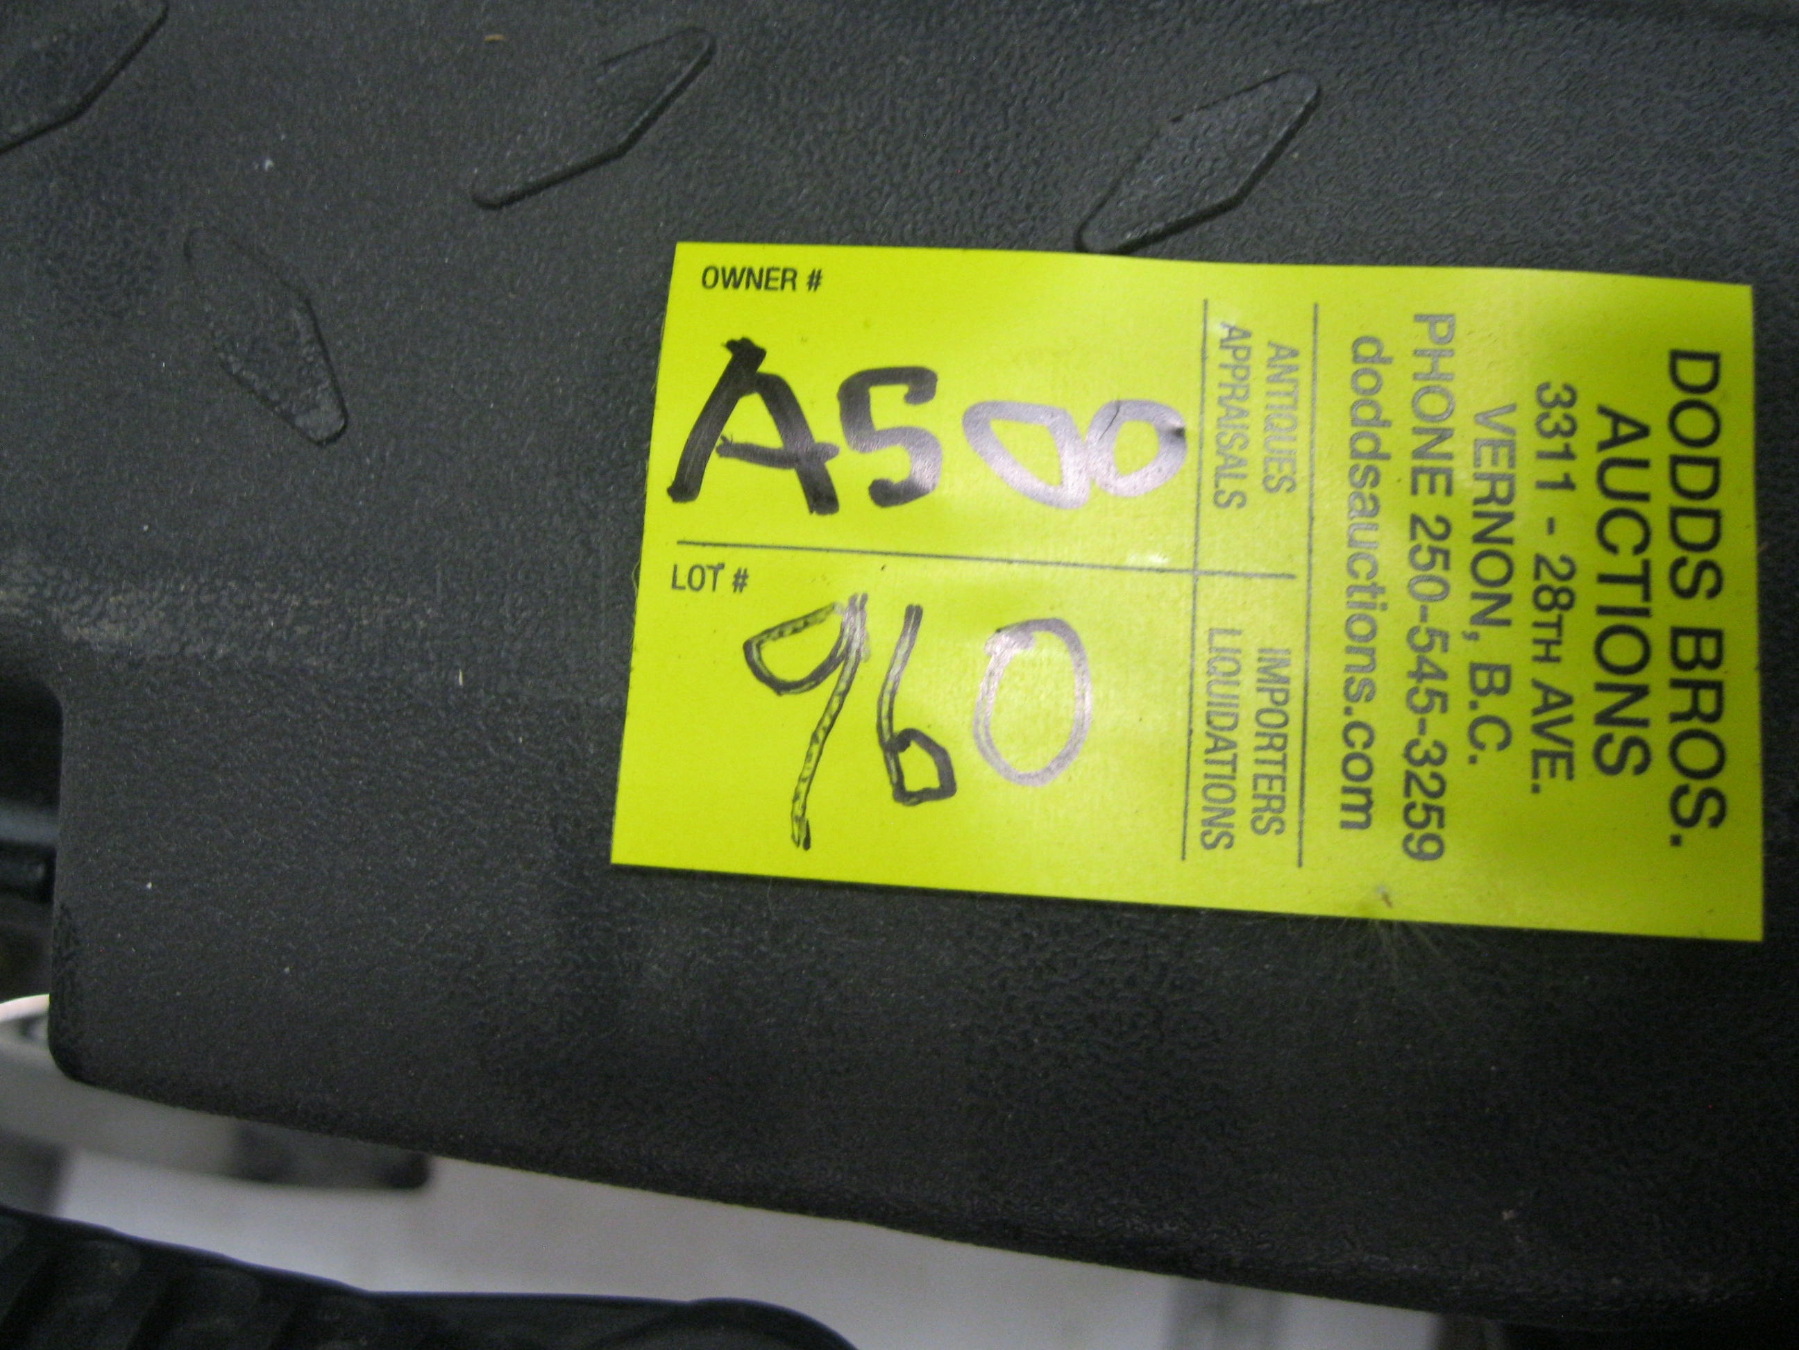 DODDS BROS.
AUCTIONS
3311 - 28TH AVE.
VERNON, B.C.
PHONE 250-545-3259
doddsauctions.com
ANTIQUES
APPRAISALS
IMPORTERS
LIQUIDATIONS
OWNER #
A500
LOT #
960